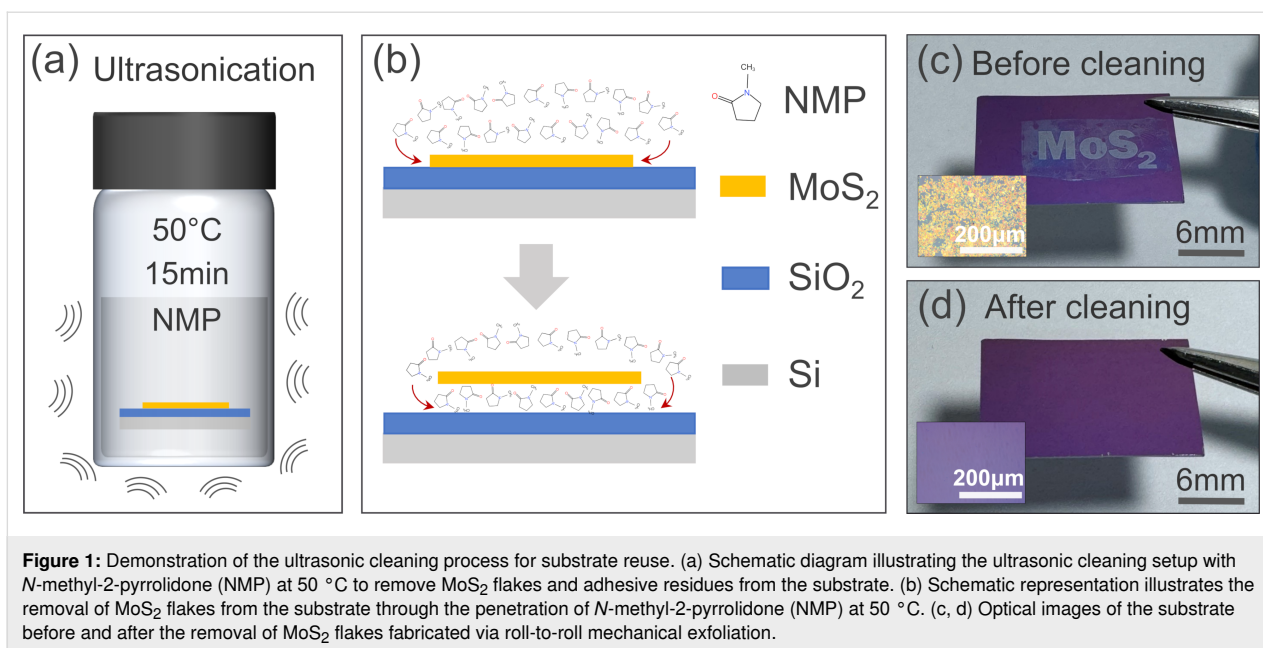 (a) Ultrasonication
50°C
15min
NMP
(b)
CH₃
N
O
NMP
MoS₂
SiO₂
Si
(c) Before cleaning
MoS₂
200µm
6mm
(d) After cleaning
200µm
6mm
Figure 1: Demonstration of the ultrasonic cleaning process for substrate reuse. (a) Schematic diagram illustrating the ultrasonic cleaning setup with
N-methyl-2-pyrrolidone (NMP) at 50 °C to remove MoS₂ flakes and adhesive residues from the substrate. (b) Schematic representation illustrates the
removal of MoS₂ flakes from the substrate through the penetration of N-methyl-2-pyrrolidone (NMP) at 50 °C. (c, d) Optical images of the substrate
before and after the removal of MoS₂ flakes fabricated via roll-to-roll mechanical exfoliation.